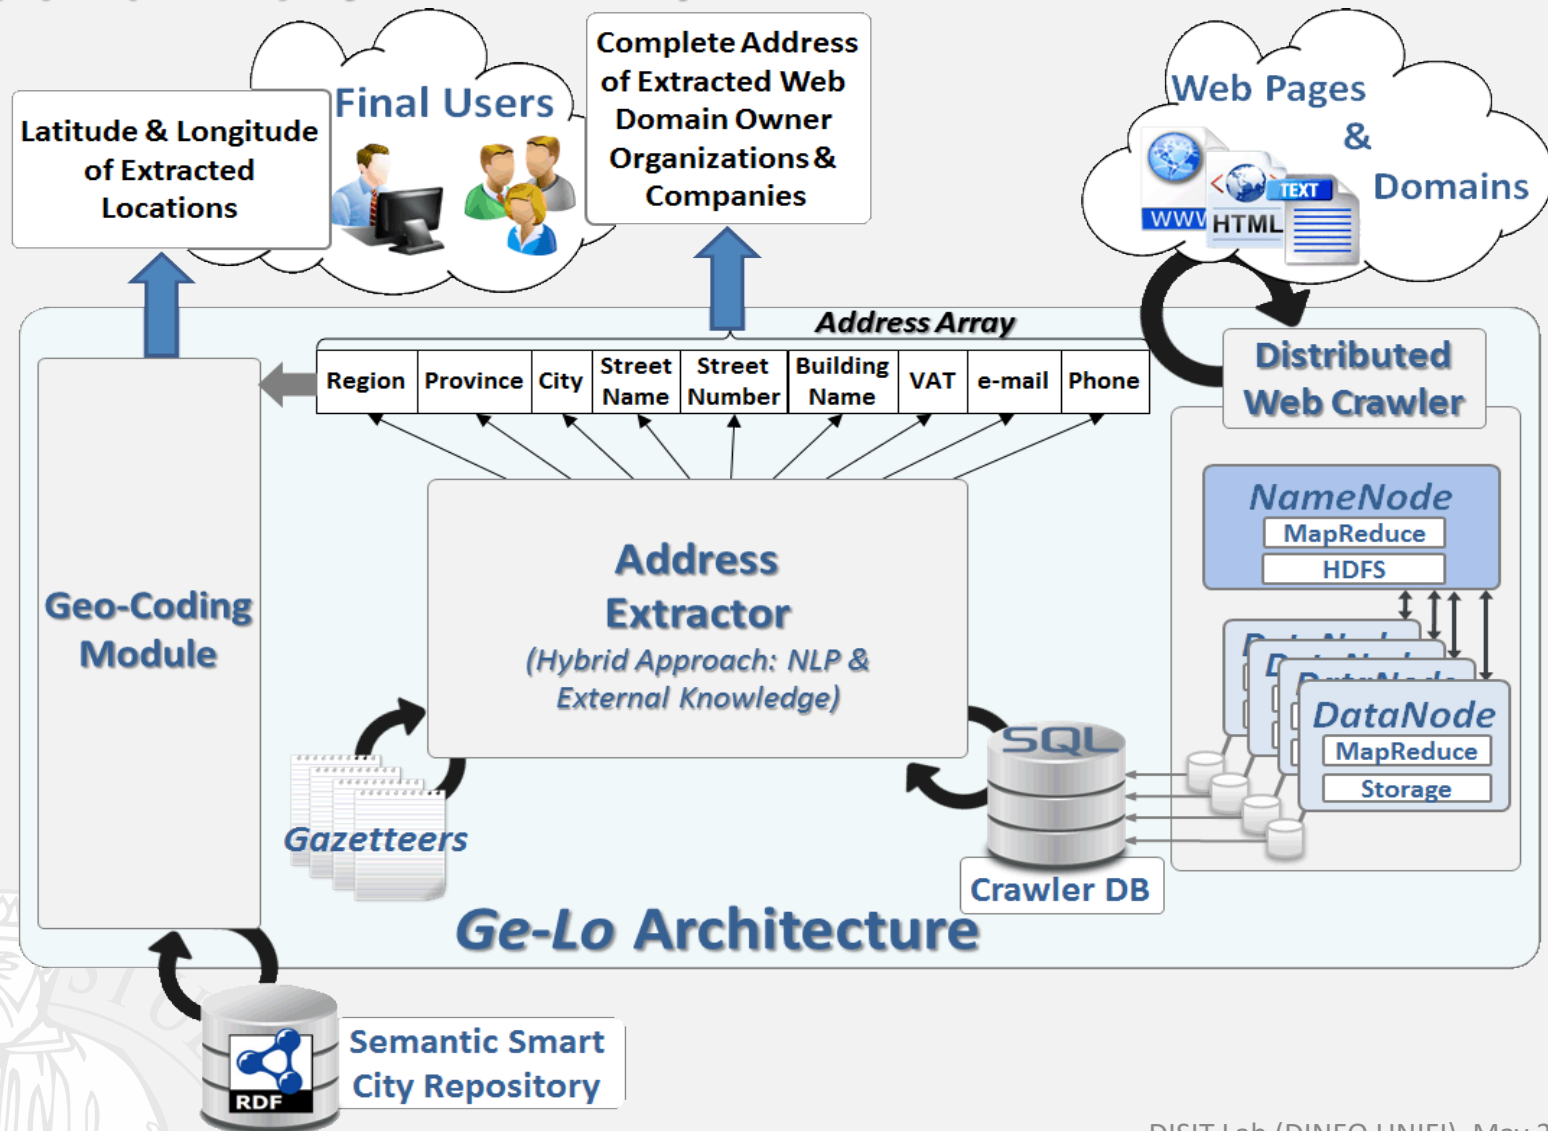 Complete Address
of Extracted Web
Domain Owner
Organizations &
Companies
Final Users
Latitude & Longitude
of Extracted
Locations
Web Pages
&
Domains
WWW
HTML
TEXT
Address Array
Region
Province
City
Street
Name
Street
Number
Building
Name
VAT
e-mail
Phone
Distributed
Web Crawler
NameNode
MapReduce
HDFS
DataNode
MapReduce
Storage
Geo-Coding
Module
Address
Extractor
(Hybrid Approach: NLP &
External Knowledge)
Gazetteers
SQL
Crawler DB
Ge-Lo Architecture
RDF
Semantic Smart
City Repository